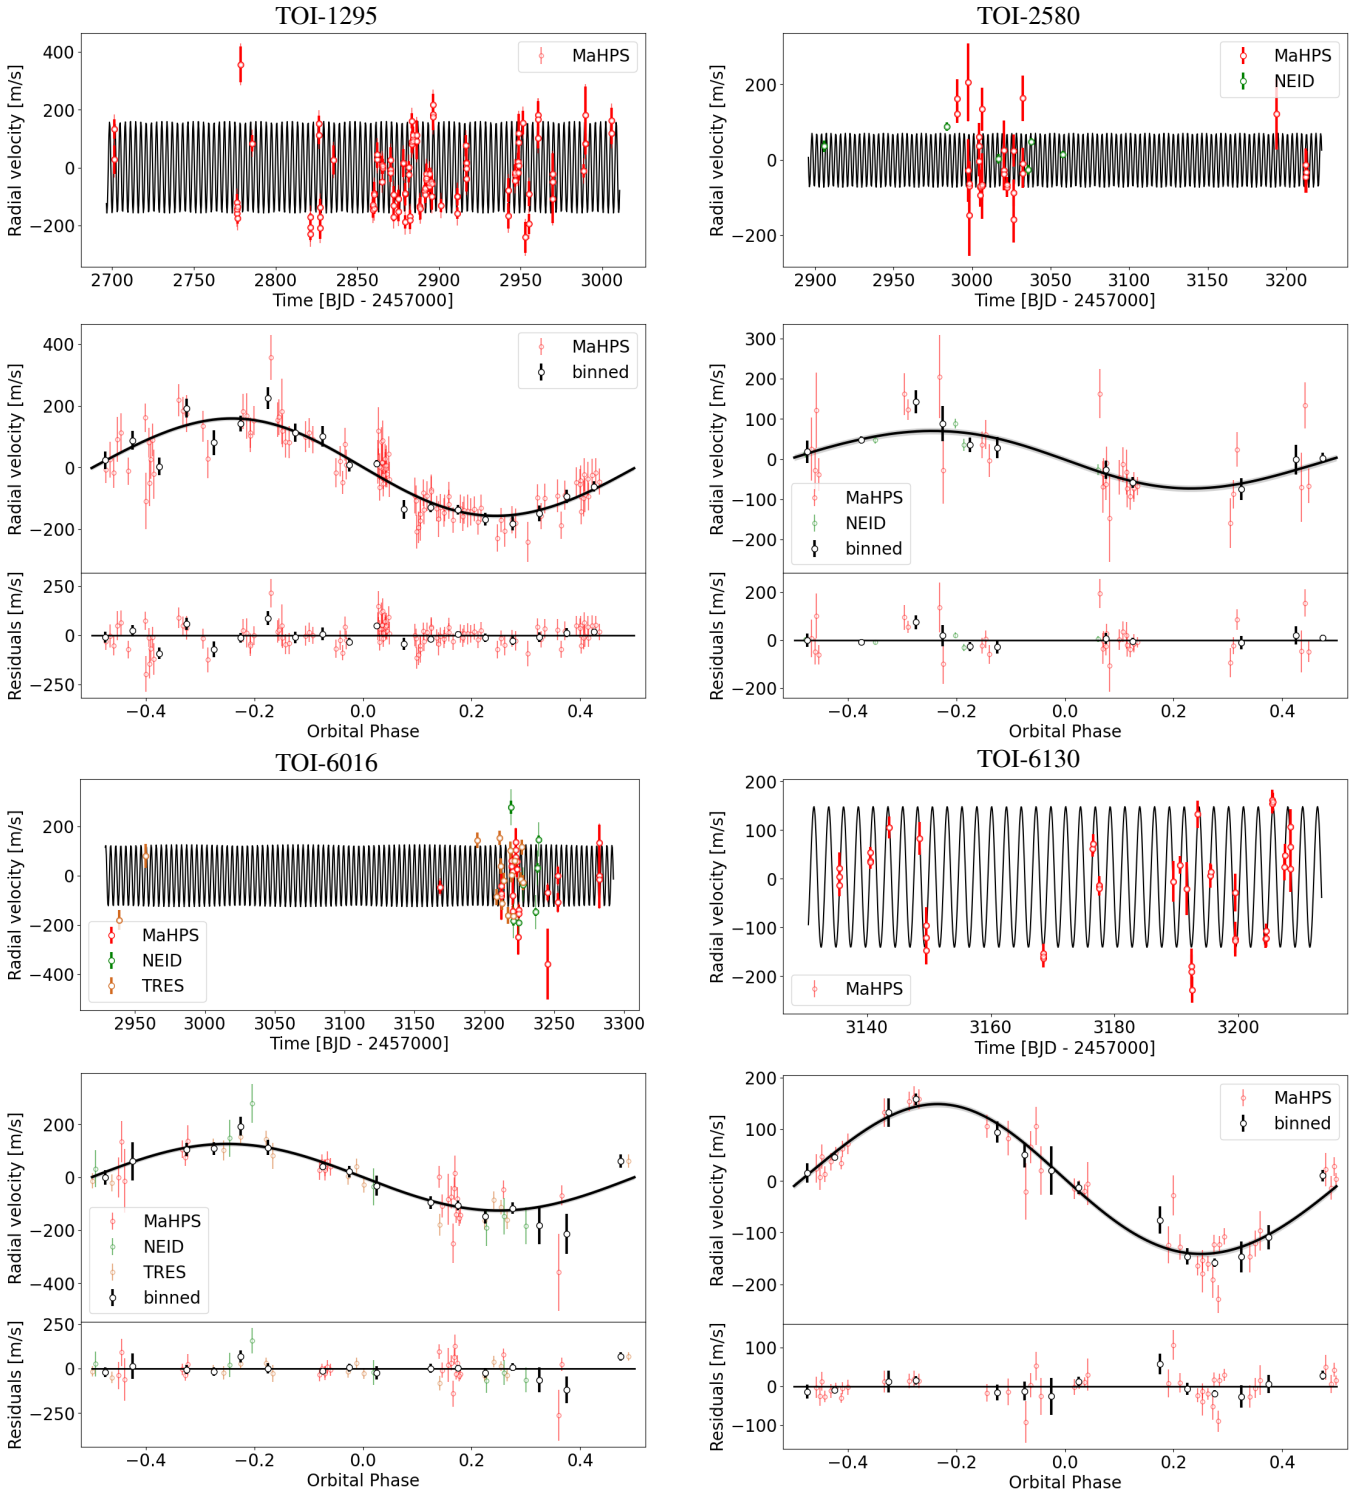 TOI-1295
400
200
0
−200
Radial velocity [m/s]
MaHPS
2700
2750
2800
2850
2900
2950
3000
Time [BJD - 2457000]
400
200
0
−200
Radial velocity [m/s]
MaHPS
binned
250
0
−250
Residuals [m/s]
−0.4
−0.2
0.0
0.2
0.4
Orbital Phase
TOI-2580
200
0
−200
Radial velocity [m/s]
MaHPS
NEID
2900
2950
3000
3050
3100
3150
3200
Time [BJD - 2457000]
300
200
100
0
−100
−200
Radial velocity [m/s]
MaHPS
NEID
binned
200
0
−200
Residuals [m/s]
−0.4
−0.2
0.0
0.2
0.4
Orbital Phase
TOI-6016
200
0
−200
−400
Radial velocity [m/s]
MaHPS
NEID
TRES
2950
3000
3050
3100
3150
3200
3250
3300
Time [BJD - 2457000]
200
0
−200
−400
Radial velocity [m/s]
MaHPS
NEID
TRES
binned
250
0
−250
Residuals [m/s]
−0.4
−0.2
0.0
0.2
0.4
Orbital Phase
TOI-6130
200
100
0
−100
−200
Radial velocity [m/s]
MaHPS
3140
3160
3180
3200
Time [BJD - 2457000]
200
100
0
−100
−200
Radial velocity [m/s]
MaHPS
binned
100
0
−100
Residuals [m/s]
−0.4
−0.2
0.0
0.2
0.4
Orbital Phase